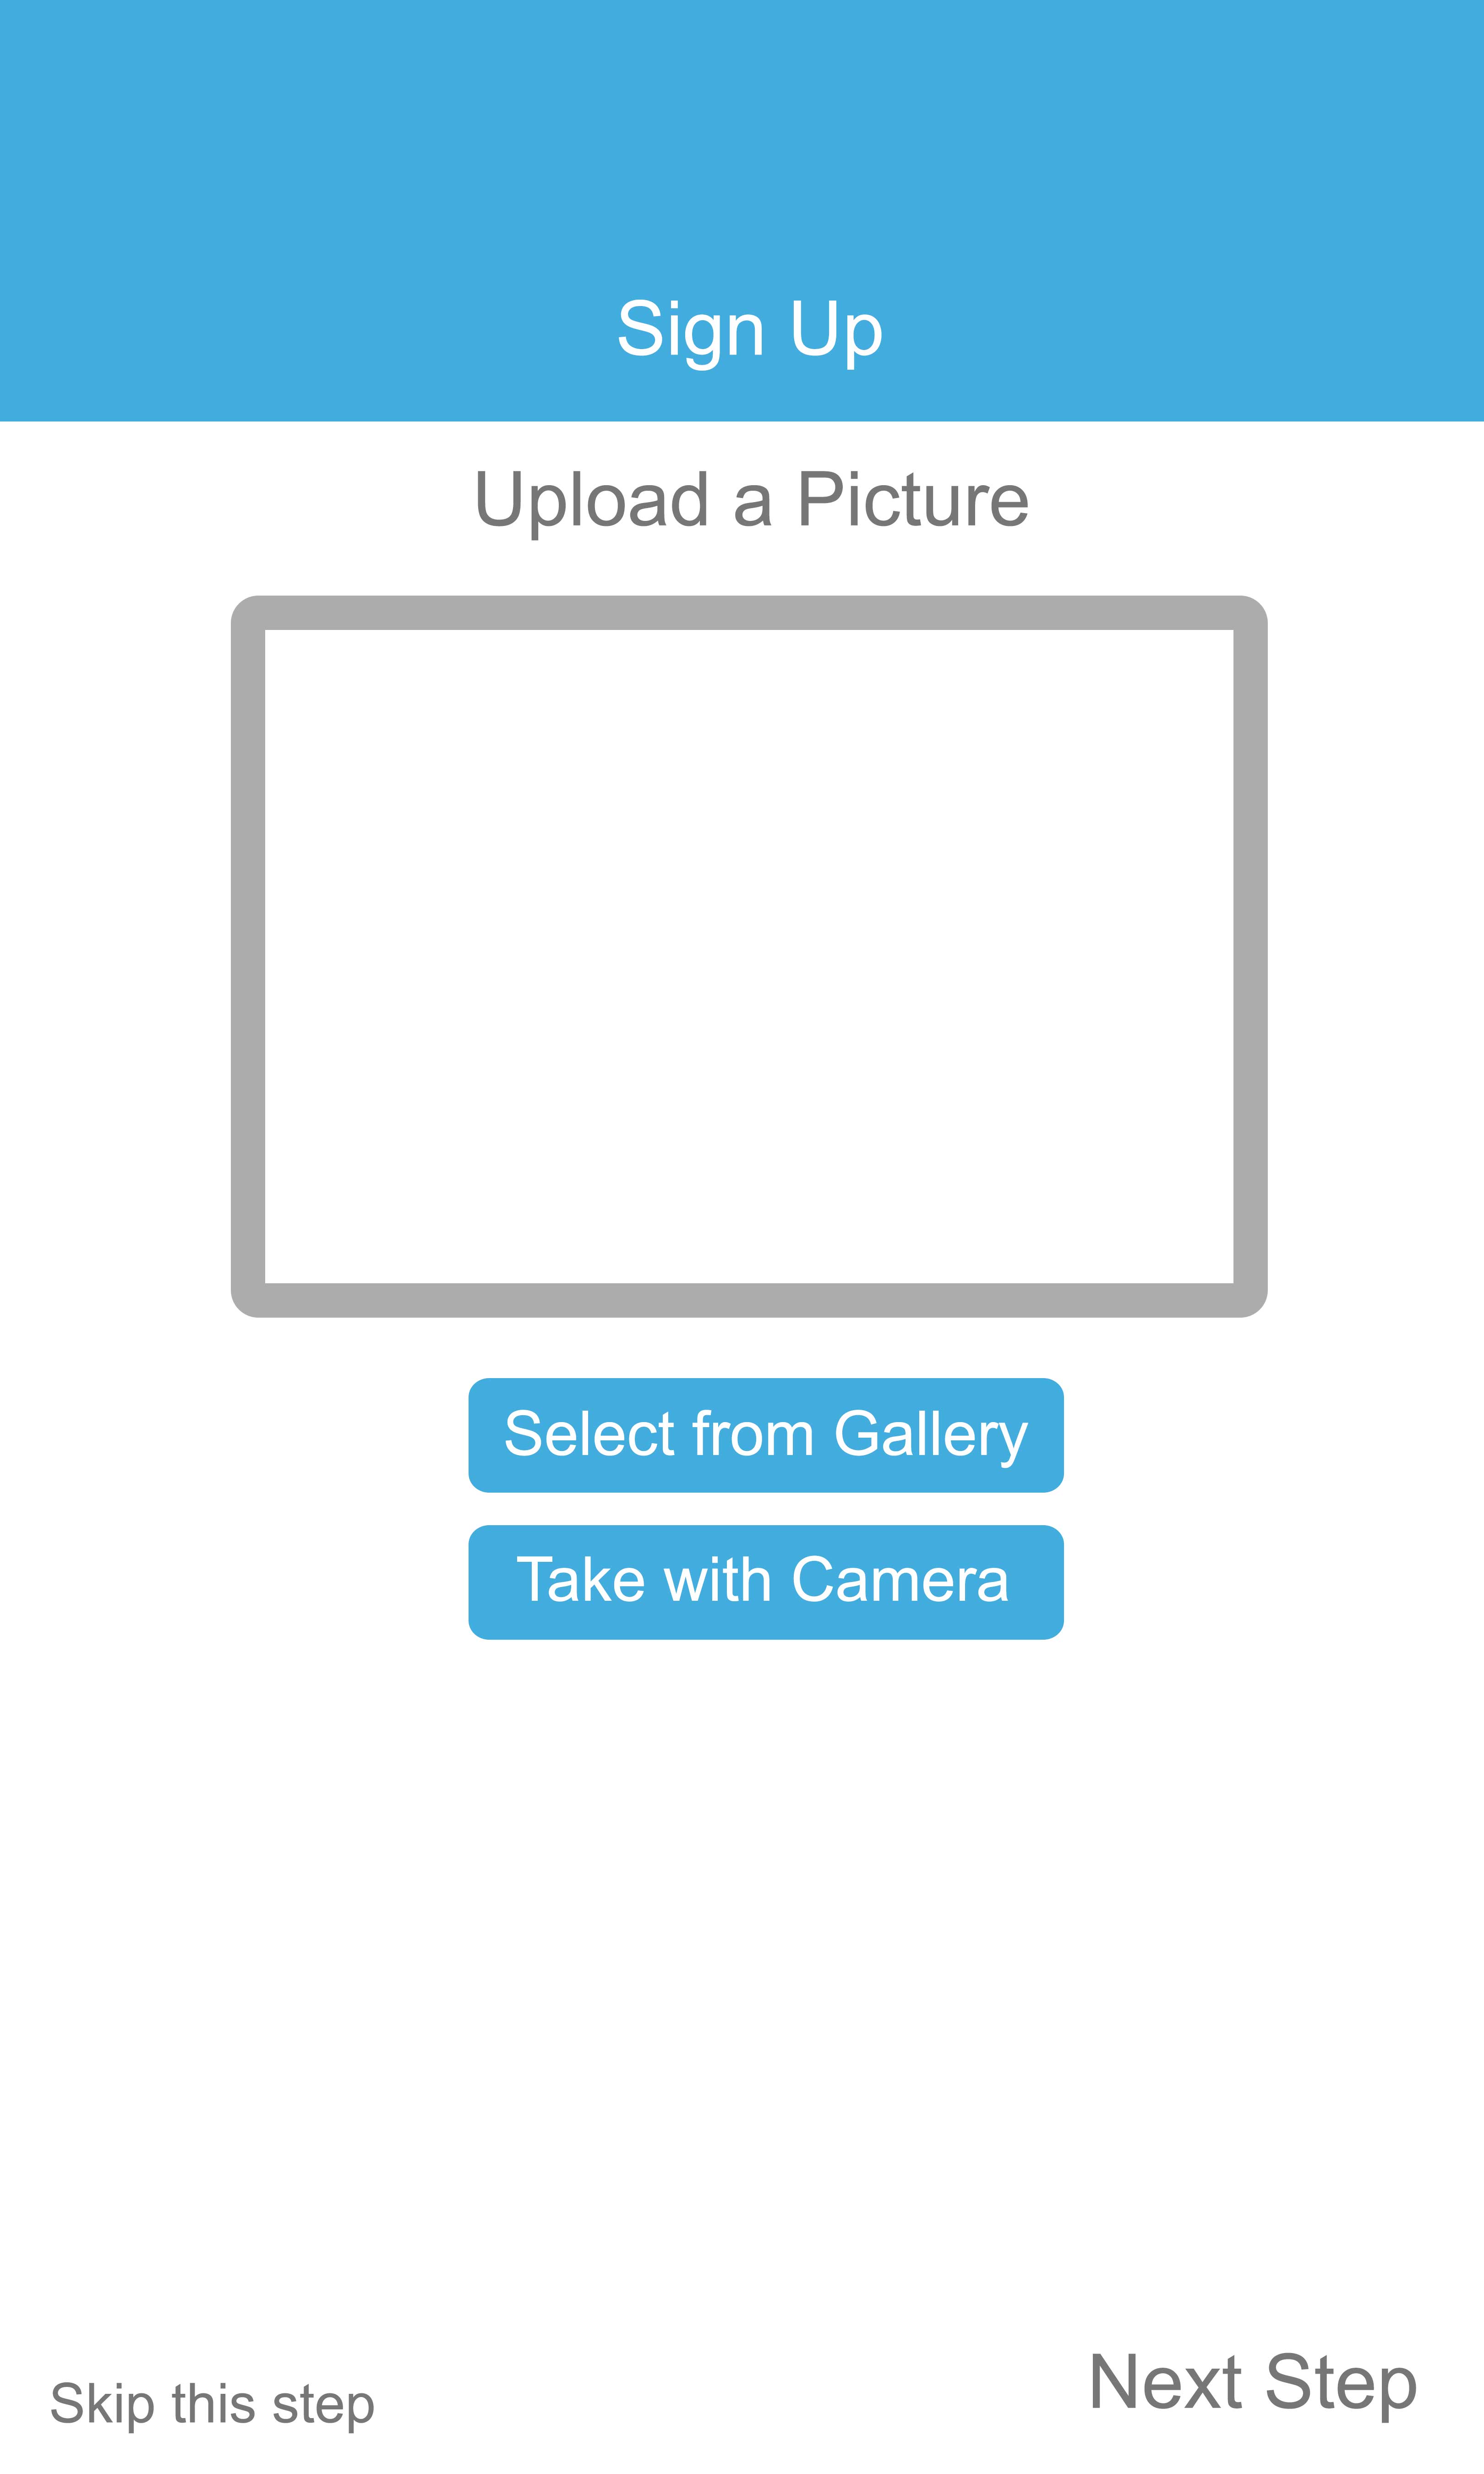 Sign Up
Upload a Picture
Select from Gallery
Take with Camera
Skip this step
Next Step